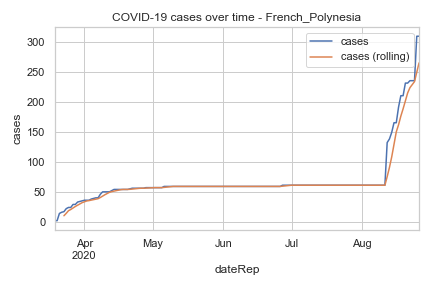 COVID-19 cases over time - French_Polynesia
cases
cases (rolling)
300
250
200
150
100
50
0
cases
Apr
2020
May
Jun
Jul
Aug
dateRep